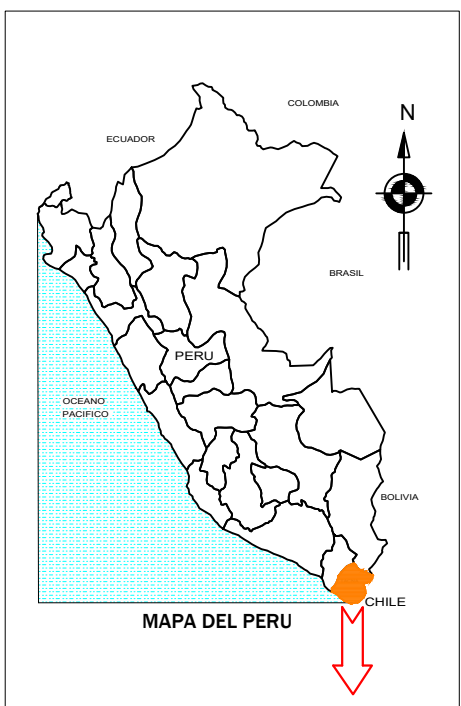 COLOMBIA
N
ECUADOR
BRASIL
PERU
OCEANO
PACIFICO
BOLIVIA
CHILE
MAPA DEL PERU